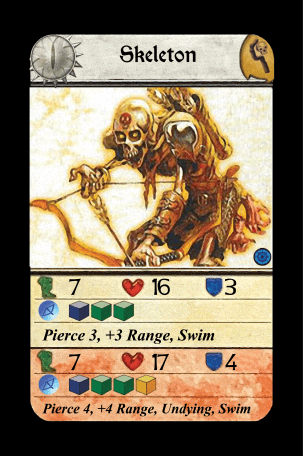 Skeleton
7 16 3
Pierce 3, +3 Range, Swim
7 17 4
Pierce 4, +4 Range, Undying, Swim